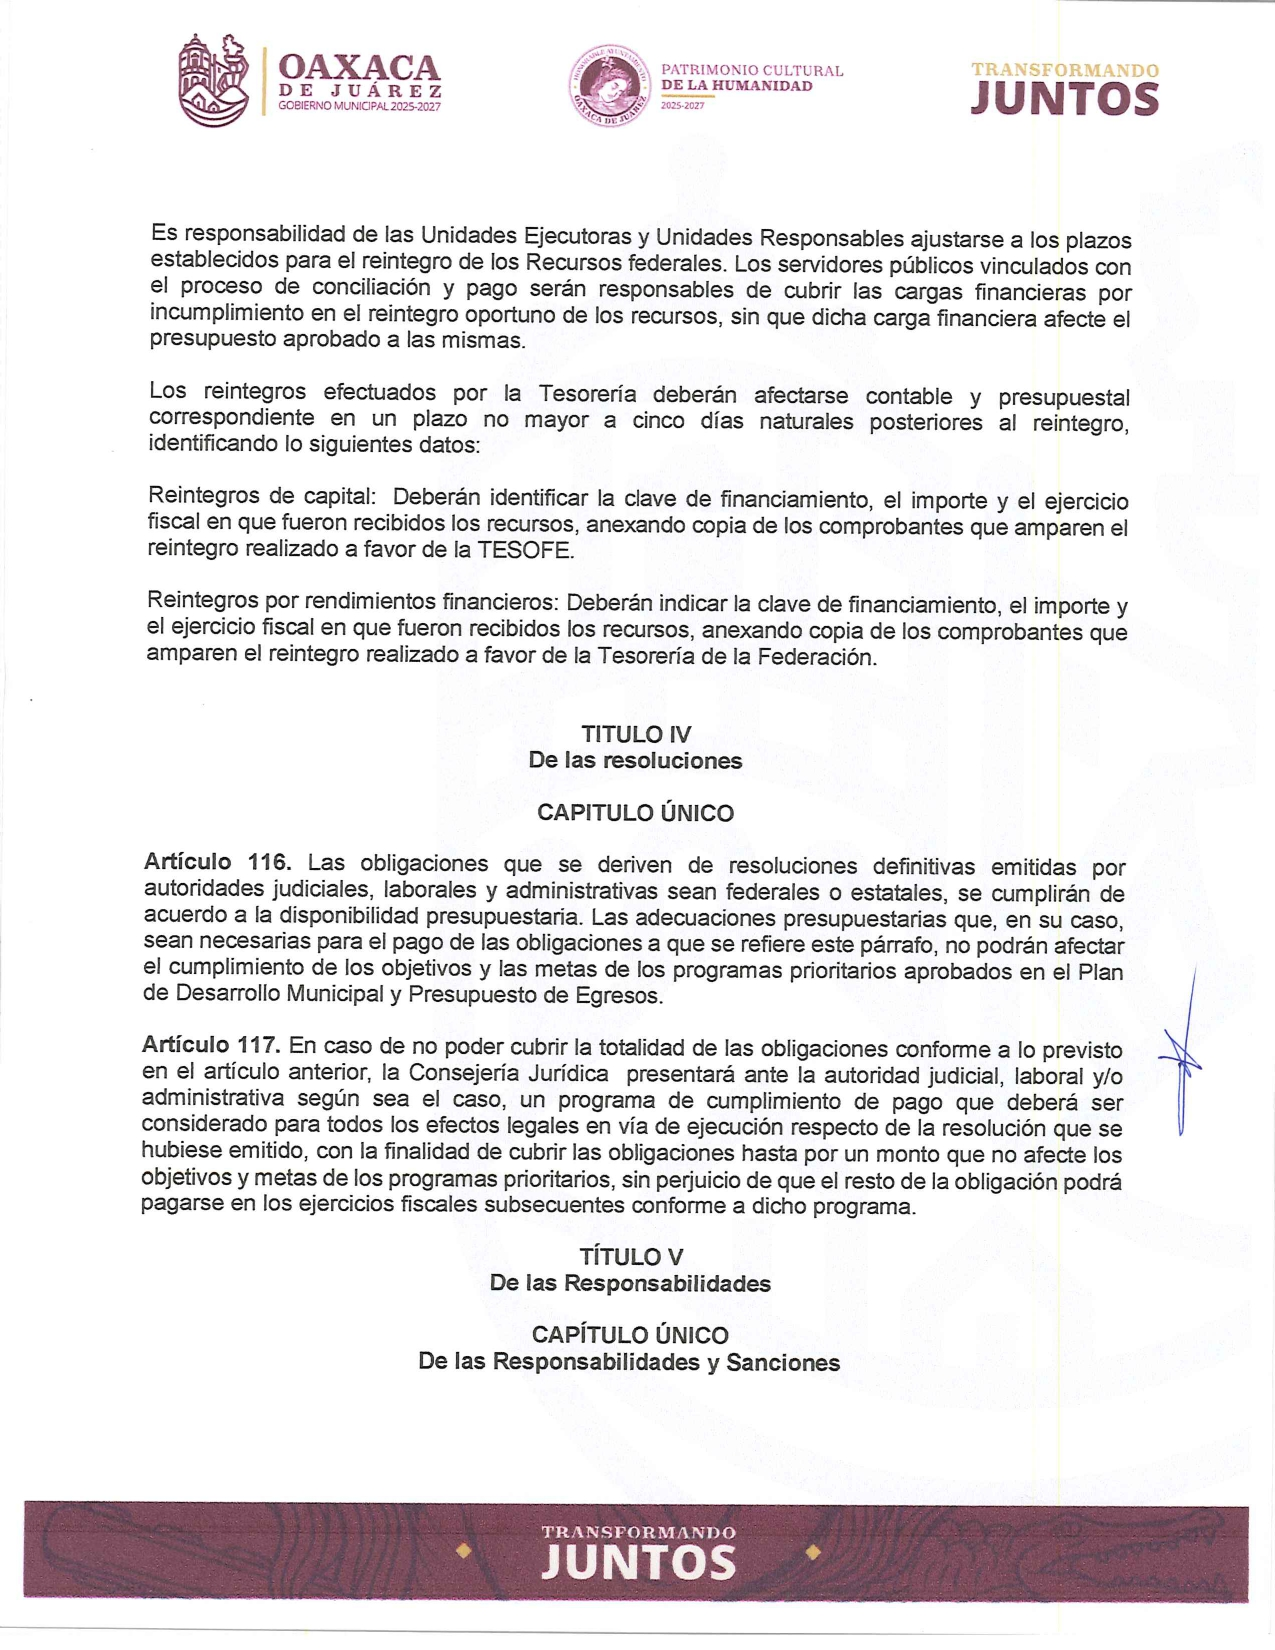 OAXACA
DE JUÁREZ
GOBIERNO MUNICIPAL 2025-2027
HONORABLE AYUNTAMIENTO
OAXACA DE JUÁREZ
PATRIMONIO CULTURAL
DE LA HUMANIDAD
2025-2027
TRANSFORMANDO
JUNTOS
Es responsabilidad de las Unidades Ejecutoras y Unidades Responsables ajustarse a los plazos
establecidos para el reintegro de los Recursos federales. Los servidores públicos vinculados con
el proceso de conciliación y pago serán responsables de cubrir las cargas financieras por
incumplimiento en el reintegro oportuno de los recursos, sin que dicha carga financiera afecte el
presupuesto aprobado a las mismas.
Los reintegros efectuados por la Tesorería deberán afectarse contable y presupuestal
correspondiente en un plazo no mayor a cinco días naturales posteriores al reintegro,
identificando lo siguientes datos:
Reintegros de capital:  Deberán identificar la clave de financiamiento, el importe y el ejercicio
fiscal en que fueron recibidos los recursos, anexando copia de los comprobantes que amparen el
reintegro realizado a favor de la TESOFE.
Reintegros por rendimientos financieros: Deberán indicar la clave de financiamiento, el importe y
el ejercicio fiscal en que fueron recibidos los recursos, anexando copia de los comprobantes que
amparen el reintegro realizado a favor de la Tesorería de la Federación.
TITULO IV
De las resoluciones
CAPITULO ÚNICO
Artículo 116. Las obligaciones que se deriven de resoluciones definitivas emitidas por
autoridades judiciales, laborales y administrativas sean federales o estatales, se cumplirán de
acuerdo a la disponibilidad presupuestaria. Las adecuaciones presupuestarias que, en su caso,
sean necesarias para el pago de las obligaciones a que se refiere este párrafo, no podrán afectar
el cumplimiento de los objetivos y las metas de los programas prioritarios aprobados en el Plan
de Desarrollo Municipal y Presupuesto de Egresos.
Artículo 117. En caso de no poder cubrir la totalidad de las obligaciones conforme a lo previsto
en el artículo anterior, la Consejería Jurídica  presentará ante la autoridad judicial, laboral y/o
administrativa según sea el caso, un programa de cumplimiento de pago que deberá ser
considerado para todos los efectos legales en vía de ejecución respecto de la resolución que se
hubiese emitido, con la finalidad de cubrir las obligaciones hasta por un monto que no afecte los
objetivos y metas de los programas prioritarios, sin perjuicio de que el resto de la obligación podrá
pagarse en los ejercicios fiscales subsecuentes conforme a dicho programa.
TÍTULO V
De las Responsabilidades
CAPÍTULO ÚNICO
De las Responsabilidades y Sanciones
TRANSFORMANDO
JUNTOS